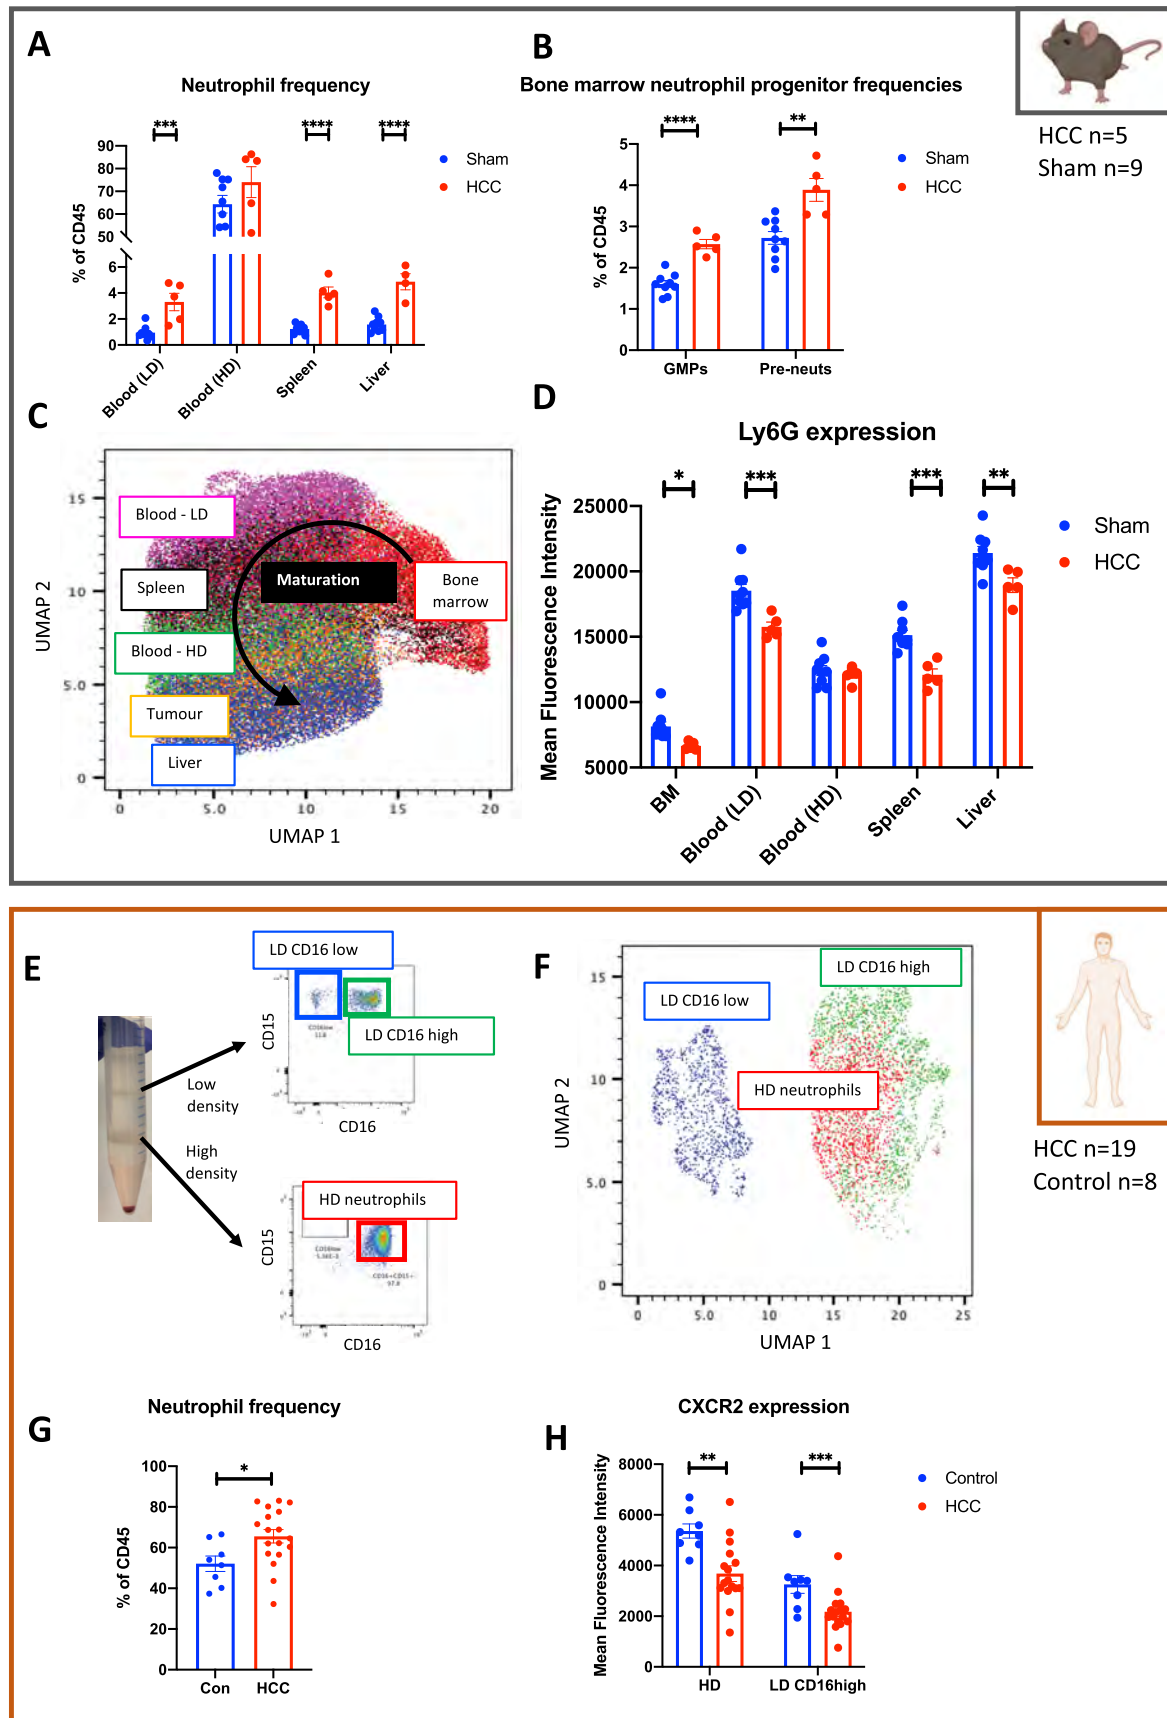 A
Neutrophil frequency
***
****
****
90
80
70
60
50
6
4
2
0
% of CD45
Sham
HCC
Blood (LD)
Blood (HD)
Spleen
Liver
B
Bone marrow neutrophil progenitor frequencies
****
**
5
4
3
2
1
0
% of CD45
Sham
HCC
GMPs
Pre-neuts
HCC n=5
Sham n=9
C
15
10
5.0
0
UMAP 2
Blood - LD
Spleen
Blood - HD
Tumour
Liver
Maturation
Bone
marrow
0
5.0
10
15
20
UMAP 1
D
Ly6G expression
*
***
***
**
25000
20000
15000
10000
5000
Mean Fluorescence Intensity
Sham
HCC
BM
Blood (LD)
Blood (HD)
Spleen
Liver
E
LD CD16 low
LD CD16 high
CD15
CD16
Low
density
High
density
HD neutrophils
CD15
CD16
F
LD CD16 high
LD CD16 low
HD neutrophils
15
10
5.0
0
UMAP 2
0
5.0
10
15
20
25
UMAP 1
HCC n=19
Control n=8
G
Neutrophil frequency
*
100
80
60
40
20
0
% of CD45
Con
HCC
H
CXCR2 expression
**
***
8000
6000
4000
2000
0
Mean Fluorescence Intensity
Control
HCC
HD
LD CD16high